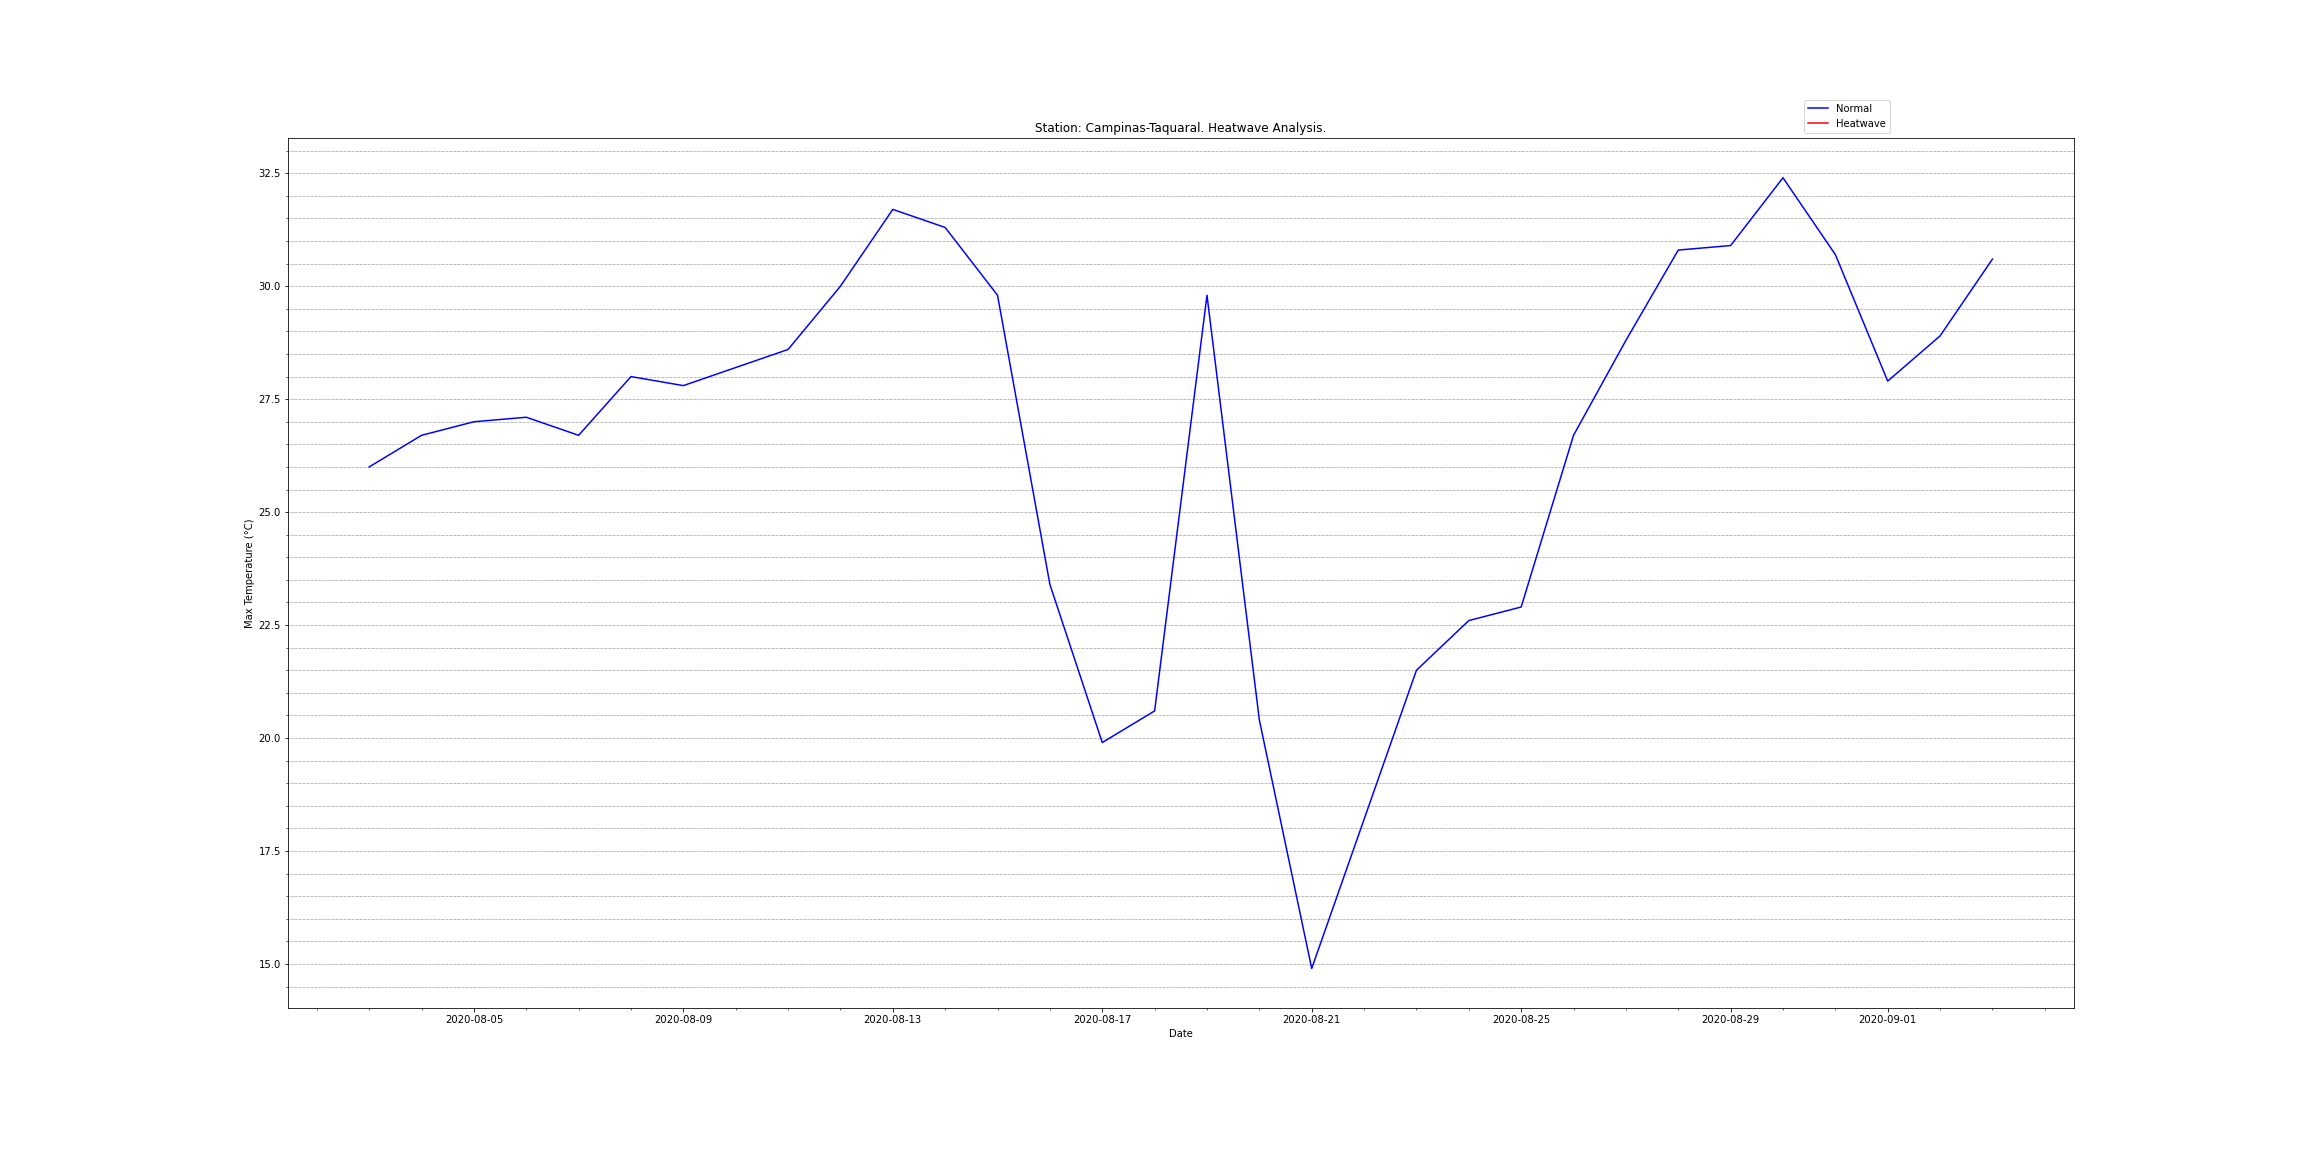 Normal
Heatwave
Station: Campinas-Taquaral. Heatwave Analysis.
32.5
30.0
27.5
25.0
22.5
20.0
17.5
15.0
Max Temperature (°C)
2020-08-05 2020-08-09 2020-08-13 2020-08-17 2020-08-21 2020-08-25 2020-08-29 2020-09-01
Date